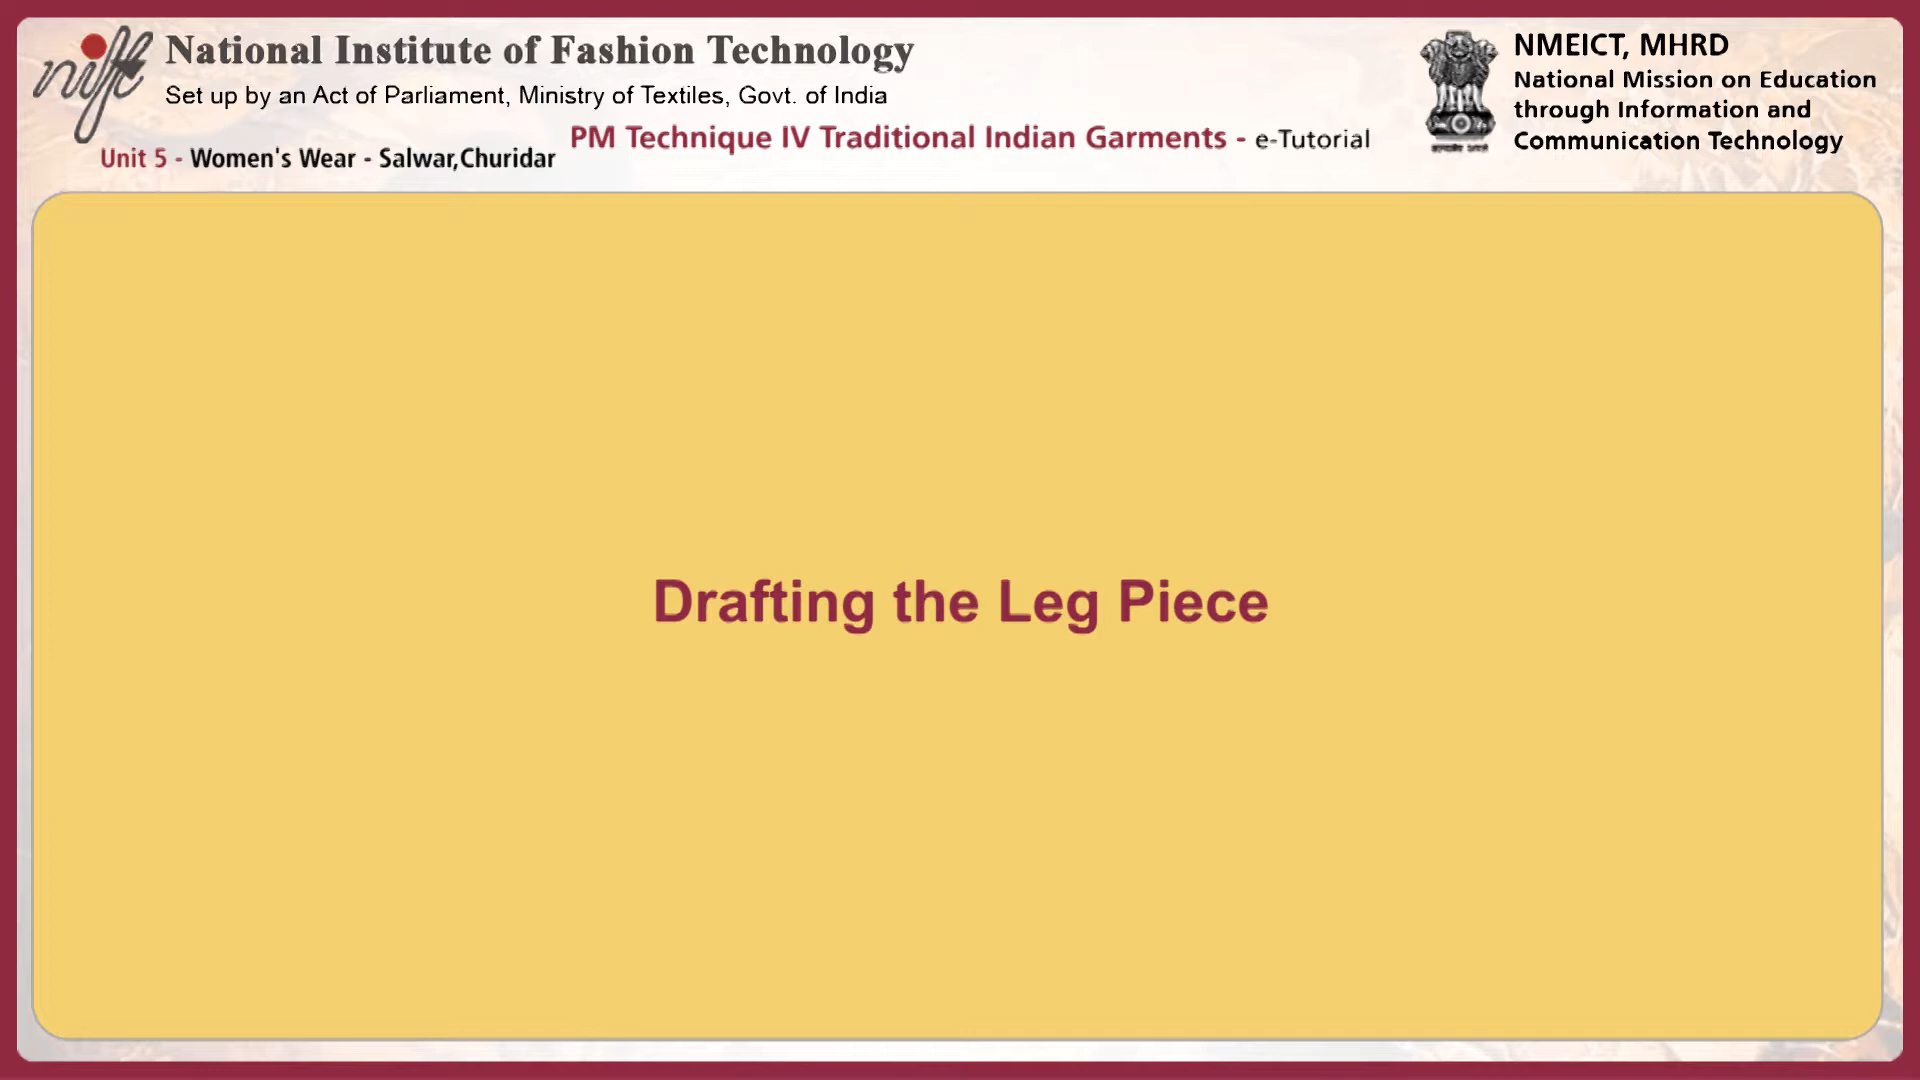 nift
National Institute of Fashion Technology
Set up by an Act of Parliament, Ministry of Textiles, Govt. of India
PM Technique IV Traditional Indian Garments - e-Tutorial
Unit 5 - Women's Wear - Salwar,Churidar
NMEICT, MHRD
National Mission on Education
through Information and
Communication Technology
Drafting the Leg Piece